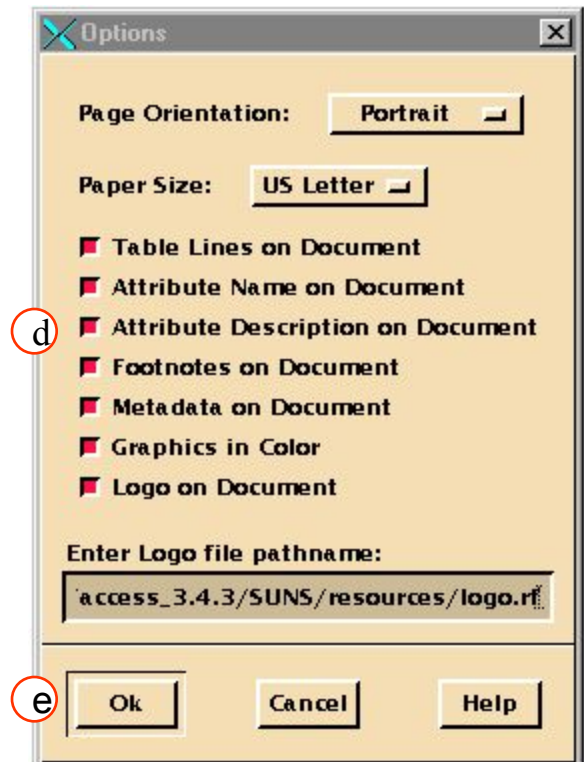 Options
Page Orientation: Portrait
Paper Size: US Letter
Table Lines on Document
Attribute Name on Document
d Attribute Description on Document
Footnotes on Document
Metadata on Document
Graphics in Color
Logo on Document
Enter Logo file pathname:
access_3.4.3/SUNS/resources/logo.rf
e Ok Cancel Help